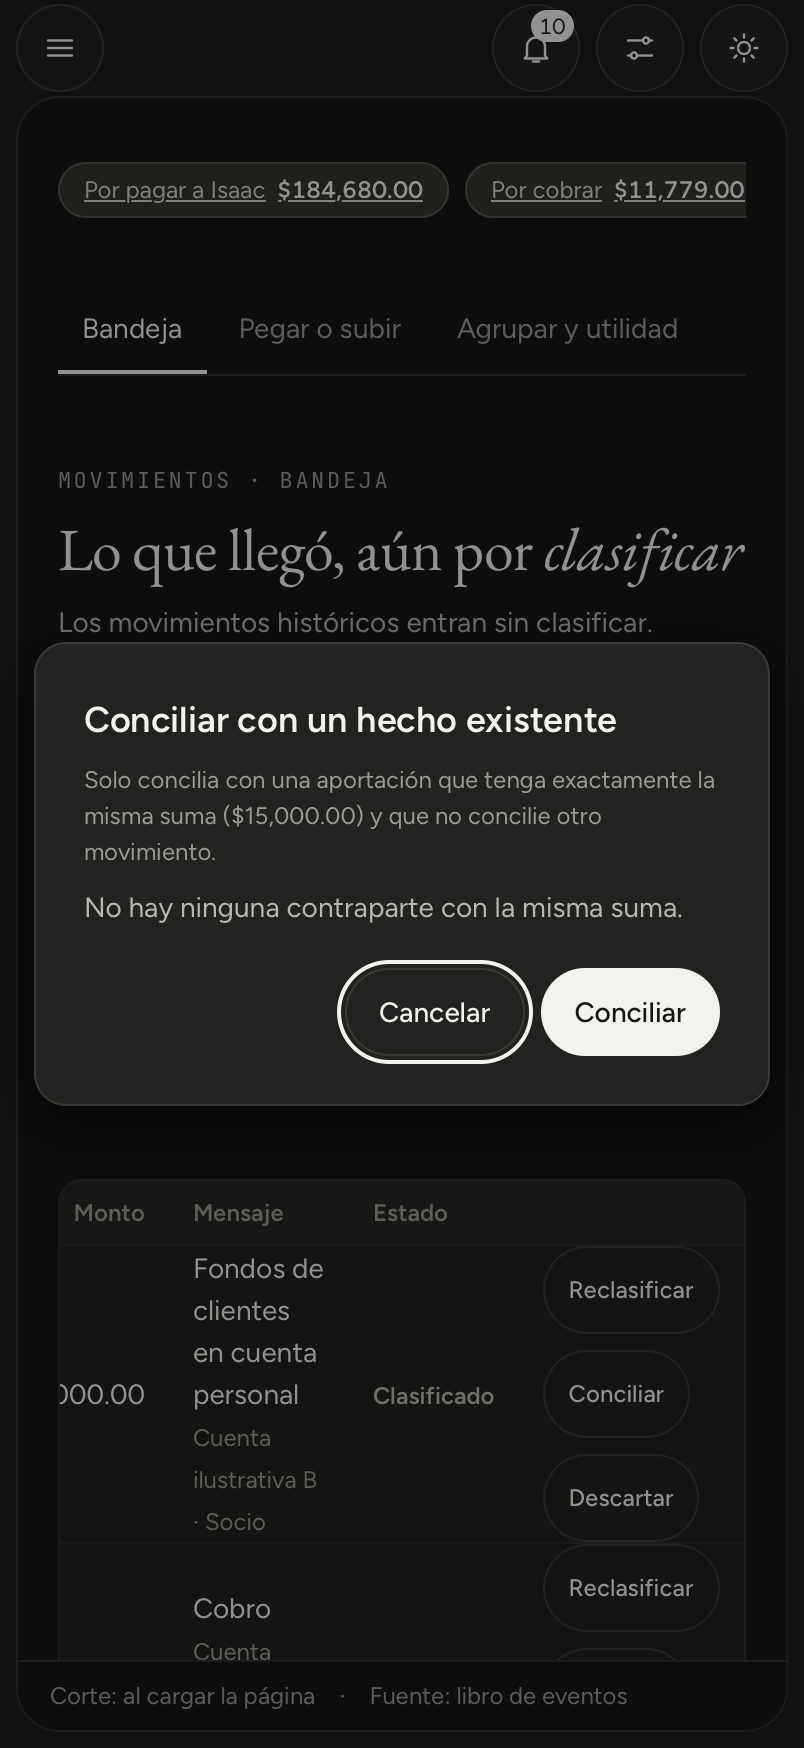 10
Por pagar a Isaac $184,680.00 Por cobrar $11,779.00
Bandeja Pegar o subir Agrupar y utilidad
MOVIMIENTOS · BANDEJA
Lo que llegó, aún por clasificar
Los movimientos históricos entran sin clasificar.
Conciliar con un hecho existente
Solo concilia con una aportación que tenga exactamente la
misma suma ($15,000.00) y que no concilie otro
movimiento.
No hay ninguna contraparte con la misma suma.
Cancelar Conciliar
Monto Mensaje Estado
000.00
Fondos de
clientes
en cuenta
personal
Cuenta
ilustrativa B
· Socio
Clasificado
Reclasificar
Conciliar
Descartar
Cobro
Cuenta
Reclasificar
Corte: al cargar la página · Fuente: libro de eventos